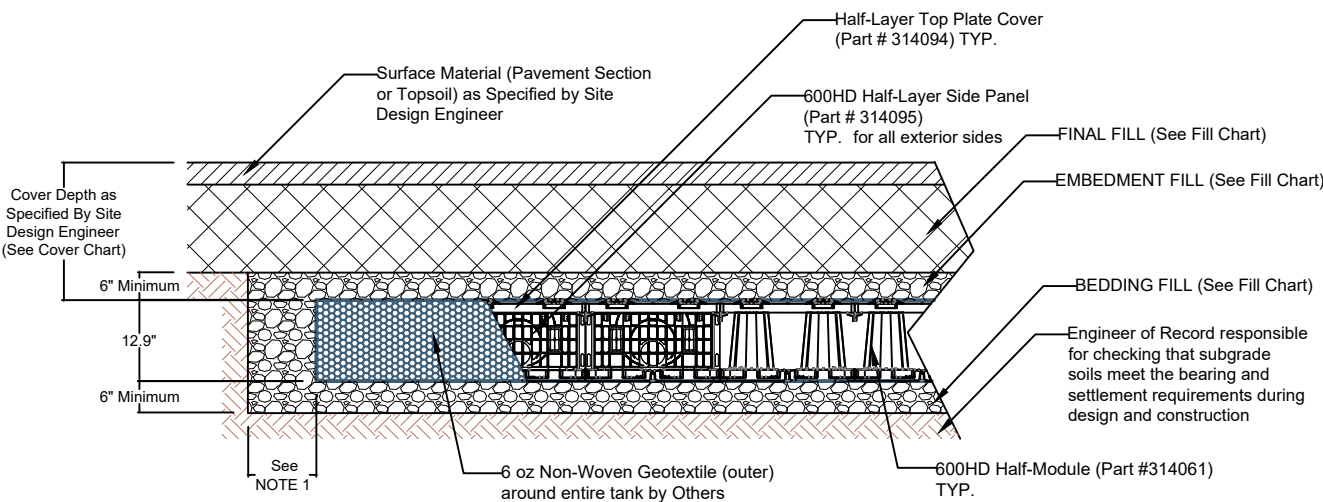 Half-Layer Top Plate Cover
(Part # 314094) TYP.
Surface Material (Pavement Section
or Topsoil) as Specified by Site
Design Engineer
600HD Half-Layer Side Panel
(Part # 314095)
TYP. for all exterior sides
FINAL FILL (See Fill Chart)
EMBEDMENT FILL (See Fill Chart)
Cover Depth as
Specified By Site
Design Engineer
(See Cover Chart)
6" Minimum
BEDDING FILL (See Fill Chart)
12.9"
Engineer of Record responsible
for checking that subgrade
soils meet the bearing and
settlement requirements during
design and construction
6" Minimum
See
NOTE 1
6 oz Non-Woven Geotextile (outer)
around entire tank by Others
600HD Half-Module (Part #314061)
TYP.